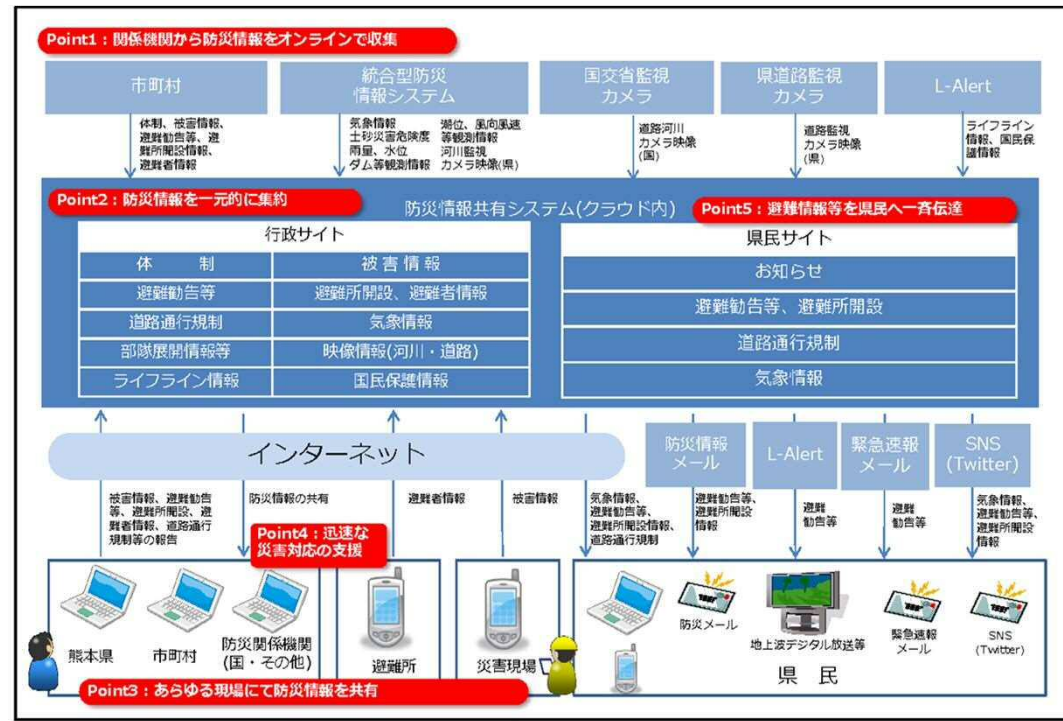 Point1：関係機関から防災情報をオンラインで収集
市町村
統合型防災
情報システム
国交省監視
カメラ
県道路監視
カメラ
L-Alert
体制、被害情報、
避難勧告等、避
難所開設情報、
避難者情報
気象情報
土砂災害危険度
雨量、水位
ダム等観測情報
潮位、風向風速
等観測情報
河川監視
カメラ映像(県)
道路河川
カメラ映像
(国)
道路監視
カメラ映像
(県)
ライフライン
情報、国民保
護情報
Point2：防災情報を一元的に集約
防災情報共有システム(クラウド内)
Point5：避難情報等を県民へ一斉伝達
行政サイト
体　　制
被害情報
避難勧告等
避難所開設、避難者情報
道路通行規制
気象情報
部隊展開情報等
映像情報(河川・道路)
ライフライン情報
国民保護情報
県民サイト
お知らせ
避難勧告等、避難所開設
道路通行規制
気象情報
インターネット
防災情報
メール
L-Alert
緊急速報
メール
SNS
(Twitter)
被害情報、避難勧告
等、避難所開設、避
難者情報、道路通行
規制等の報告
防災情報の共有
避難者情報
被害情報
気象情報、
避難勧告等、
避難所開設情報、
道路通行規制
避難勧告等、
避難所開設
情報
避難
勧告等
避難
勧告等
気象情報、
避難勧告等、
避難所開設
情報
Point4：迅速な
災害対応の支援
熊本県
市町村
防災関係機関
(国・その他)
避難所
災害現場
防災メール
地上波デジタル放送等
緊急速報
メール
SNS
(Twitter)
県　民
Point3：あらゆる現場にて防災情報を共有